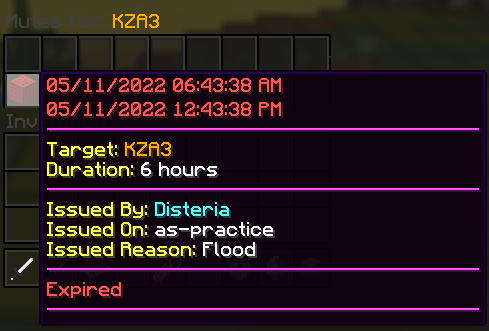 Mutes for: KZA3
05/11/2022 06:43:38 AM
05/11/2022 12:43:38 PM
Inv
Target: KZA3
Duration: 6 hours
Issued By: Disteria
Issued On: as-practice
Issued Reason: Flood
Expired